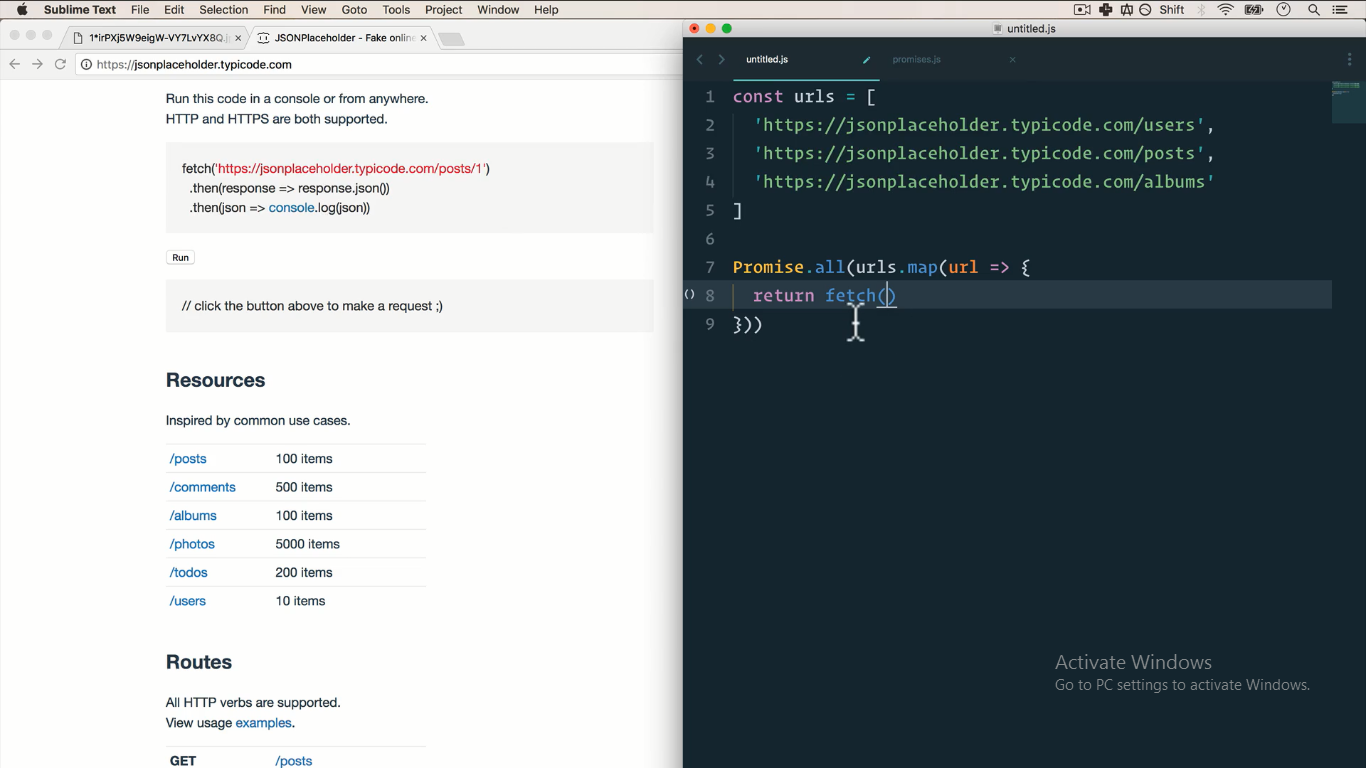 Sublime Text File Edit Selection Find View Goto Tools Project Window Help Shift
1*irPXj5W9eigW-VY7LvYX8Q.j
JSONPlaceholder - Fake online
https://jsonplaceholder.typicode.com
Run this code in a console or from anywhere.
HTTP and HTTPS are both supported.
fetch('https://jsonplaceholder.typicode.com/posts/1')
.then(response => response.json())
.then(json => console.log(json))
Run
// click the button above to make a request ;)
Resources
Inspired by common use cases.
/posts 100 items
/comments 500 items
/albums 100 items
/photos 5000 items
/todos 200 items
/users 10 items
Routes
All HTTP verbs are supported.
View usage examples.
GET /posts
untitled.js
untitled.js promises.js
1 const urls = [
2 'https://jsonplaceholder.typicode.com/users',
3 'https://jsonplaceholder.typicode.com/posts',
4 'https://jsonplaceholder.typicode.com/albums'
5 ]
6
7 Promise.all(urls.map(url => {
() 8 return fetch()
9 }))
Activate Windows
Go to PC settings to activate Windows.